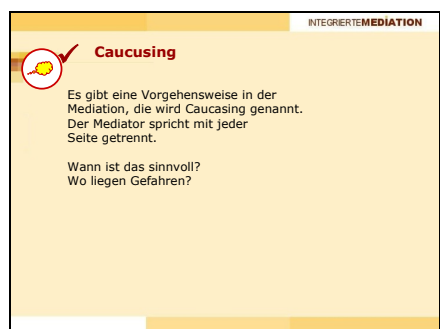 INTEGRIERTEMEDIATION
Caucusing
Es gibt eine Vorgehensweise in der
Mediation, die wird Caucasing genannt.
Der Mediator spricht mit jeder
Seite getrennt.
Wann ist das sinnvoll?
Wo liegen Gefahren?